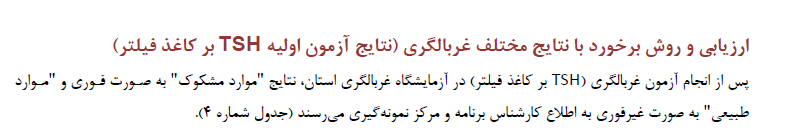 ارزیابی و روش برخورد با نتایج مختلف غربالگری (نتایج آزمون اولیه TSH بر کاغذ فیلتر)
پس از انجام آزمون غربالگری (TSH بر کاغذ فیلتر) در آزمایشگاه غربالگری استان، نتایج "موارد مشکوک" به صورت فوری و "موارد
طبیعی" به صورت غیرفوری به اطلاع کارشناس برنامه و مرکز نمونه‌گیری می‌رسند (جدول شماره ۴).